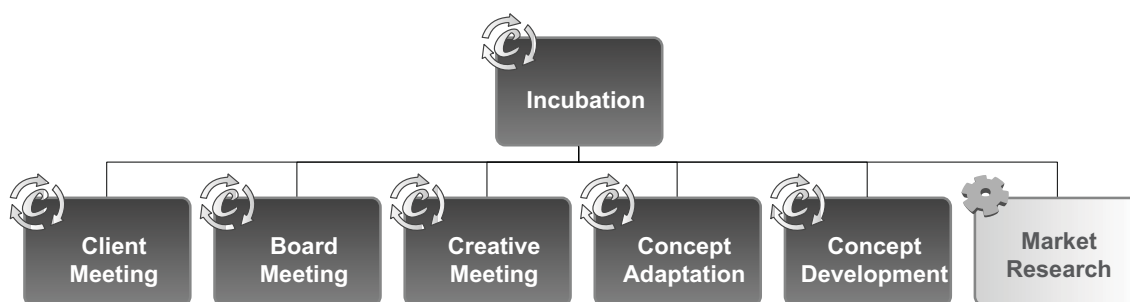 Incubation
Client
Meeting
Board
Meeting
Creative
Meeting
Concept
Adaptation
Concept
Development
Market
Research